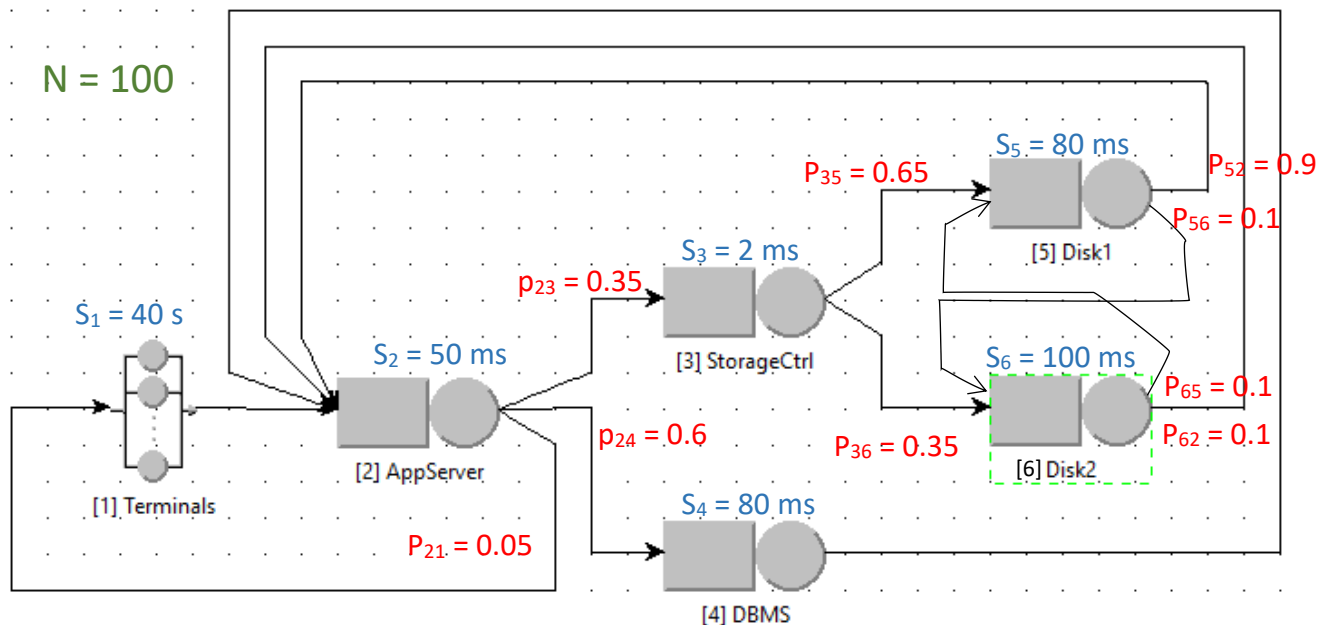 N = 100
S₅ = 80 ms
P₃₅ = 0.65
P₅₂ = 0.9
P₅₆ = 0.1
[5] Disk1
S₃ = 2 ms
p₂₃ = 0.35
S₁ = 40 s
S₂ = 50 ms
[3] StorageCtrl
S₆ = 100 ms
P₆₅ = 0.1
p₂₄ = 0.6
P₃₆ = 0.35
P₆₂ = 0.1
[2] AppServer
[6] Disk2
[1] Terminals
S₄ = 80 ms
P₂₁ = 0.05
[4] DBMS